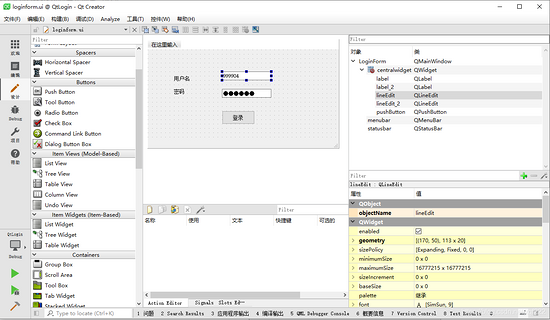 loginform.ui @ QtLogin - Qt Creator
文件(F) 编辑(E) 构建(B) 调试(D) Analyze 工具(T) 控件(W) 帮助(H)
loginform.ui
Filter
Spacers
Horizontal Spacer
Vertical Spacer
Buttons
Push Button
Tool Button
Radio Button
Check Box
Command Link Button
Dialog Button Box
Item Views (Model-Based)
List View
Tree View
Table View
Column View
Undo View
Item Widgets (Item-Based)
List Widget
Tree Widget
Table Widget
Containers
Group Box
Scroll Area
Tool Box
Tab Widget
Stacked Widget
欢迎
编辑
设计
Debug
项目
帮助
QtLogin
Debug
在这里输入
用户名
密码
登录
Filter
名称 使用 文本 快捷键 可选的
Action Editor Signals Slots Ed⋯
Filter
对象 类
LoginForm QMainWindow
centralwidget QWidget
label QLabel
label_2 QLabel
lineEdit QLineEdit
lineEdit_2 QLineEdit
pushButton QPushButton
menubar QMenuBar
statusbar QStatusBar
Filter
lineEdit : QLineEdit
属性 值
QObject
objectName lineEdit
QWidget
enabled
geometry [(170, 50), 113 x 20]
sizePolicy [Expanding, Fixed, 0, 0]
minimumSize 0 x 0
maximumSize 16777215 x 16777215
sizeIncrement 0 x 0
baseSize 0 x 0
palette 继承
font A [SimSun, 9]
Type to locate (Ctrl+K)
1 问题 2 Search Results 3 应用程序输出 4 编译输出 5 QML Debugger Console 6 概要信息 7 Version Control 8 Test Results